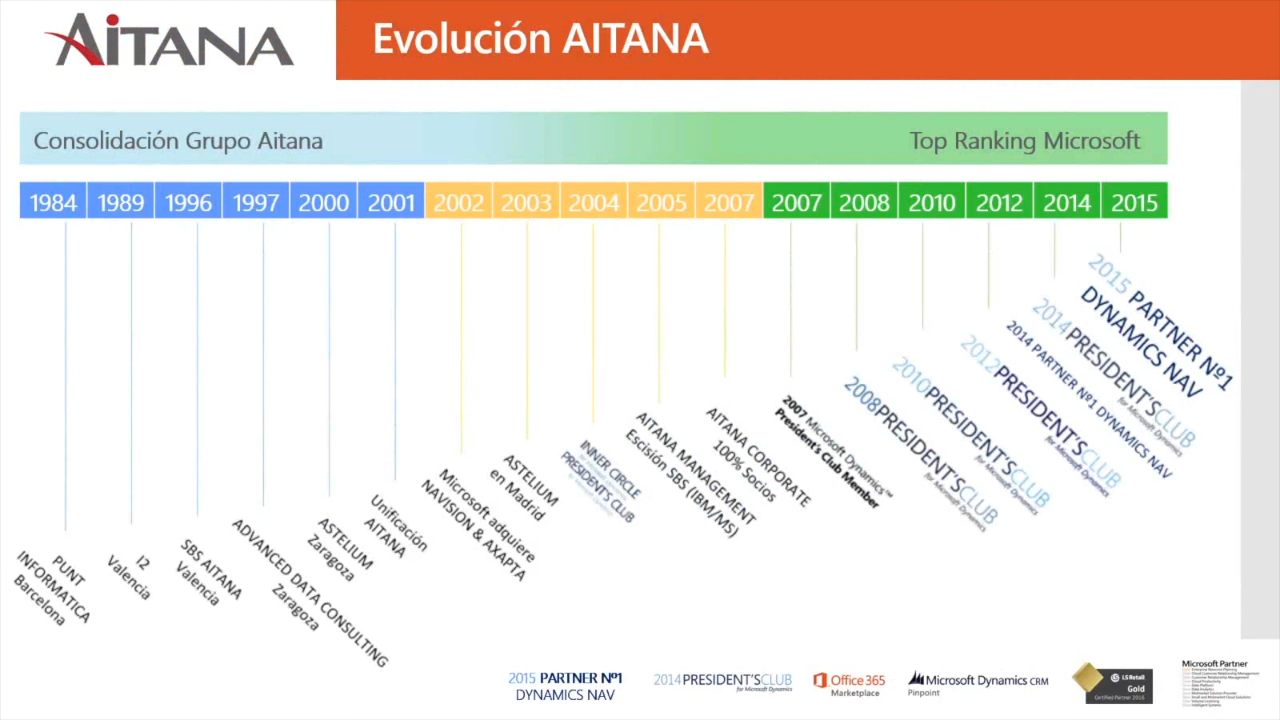 AiTANA
Evolución AITANA
Consolidación Grupo Aitana
Top Ranking Microsoft
1984 1989 1996 1997 2000 2001 2002 2003 2004 2005 2007 2007 2008 2010 2012 2014 2015
PUNT
INFORMATICA
Barcelona
I2
Valencia
SBS AITANA
Valencia
ADVANCED DATA CONSULTING
Zaragoza
ASTELIUM
Zaragoza
Unificación
AITANA
Microsoft adquiere
NAVISION & AXAPTA
ASTELIUM
en Madrid
INNER CIRCLE
PRESIDENT'S CLUB
AITANA MANAGEMENT
Escisión SBS (IBM/MS)
AITANA CORPORATE
100% Socios
2007 Microsoft Dynamics™
President's Club Member
2008 PRESIDENT'S CLUB
for Microsoft Dynamics
2010 PRESIDENT'S CLUB
for Microsoft Dynamics
2012 PRESIDENT'S CLUB
for Microsoft Dynamics
2014 PRESIDENT'S CLUB
for Microsoft Dynamics
2014 PARTNER Nº1 DYNAMICS NAV
2015 PARTNER Nº1
DYNAMICS NAV
2015 PARTNER Nº1
DYNAMICS NAV
2014 PRESIDENT'S CLUB
for Microsoft Dynamics
Office 365
Marketplace
Microsoft Dynamics CRM
Pinpoint
LS Retail
Gold
Certified Partner 2016
Microsoft Partner